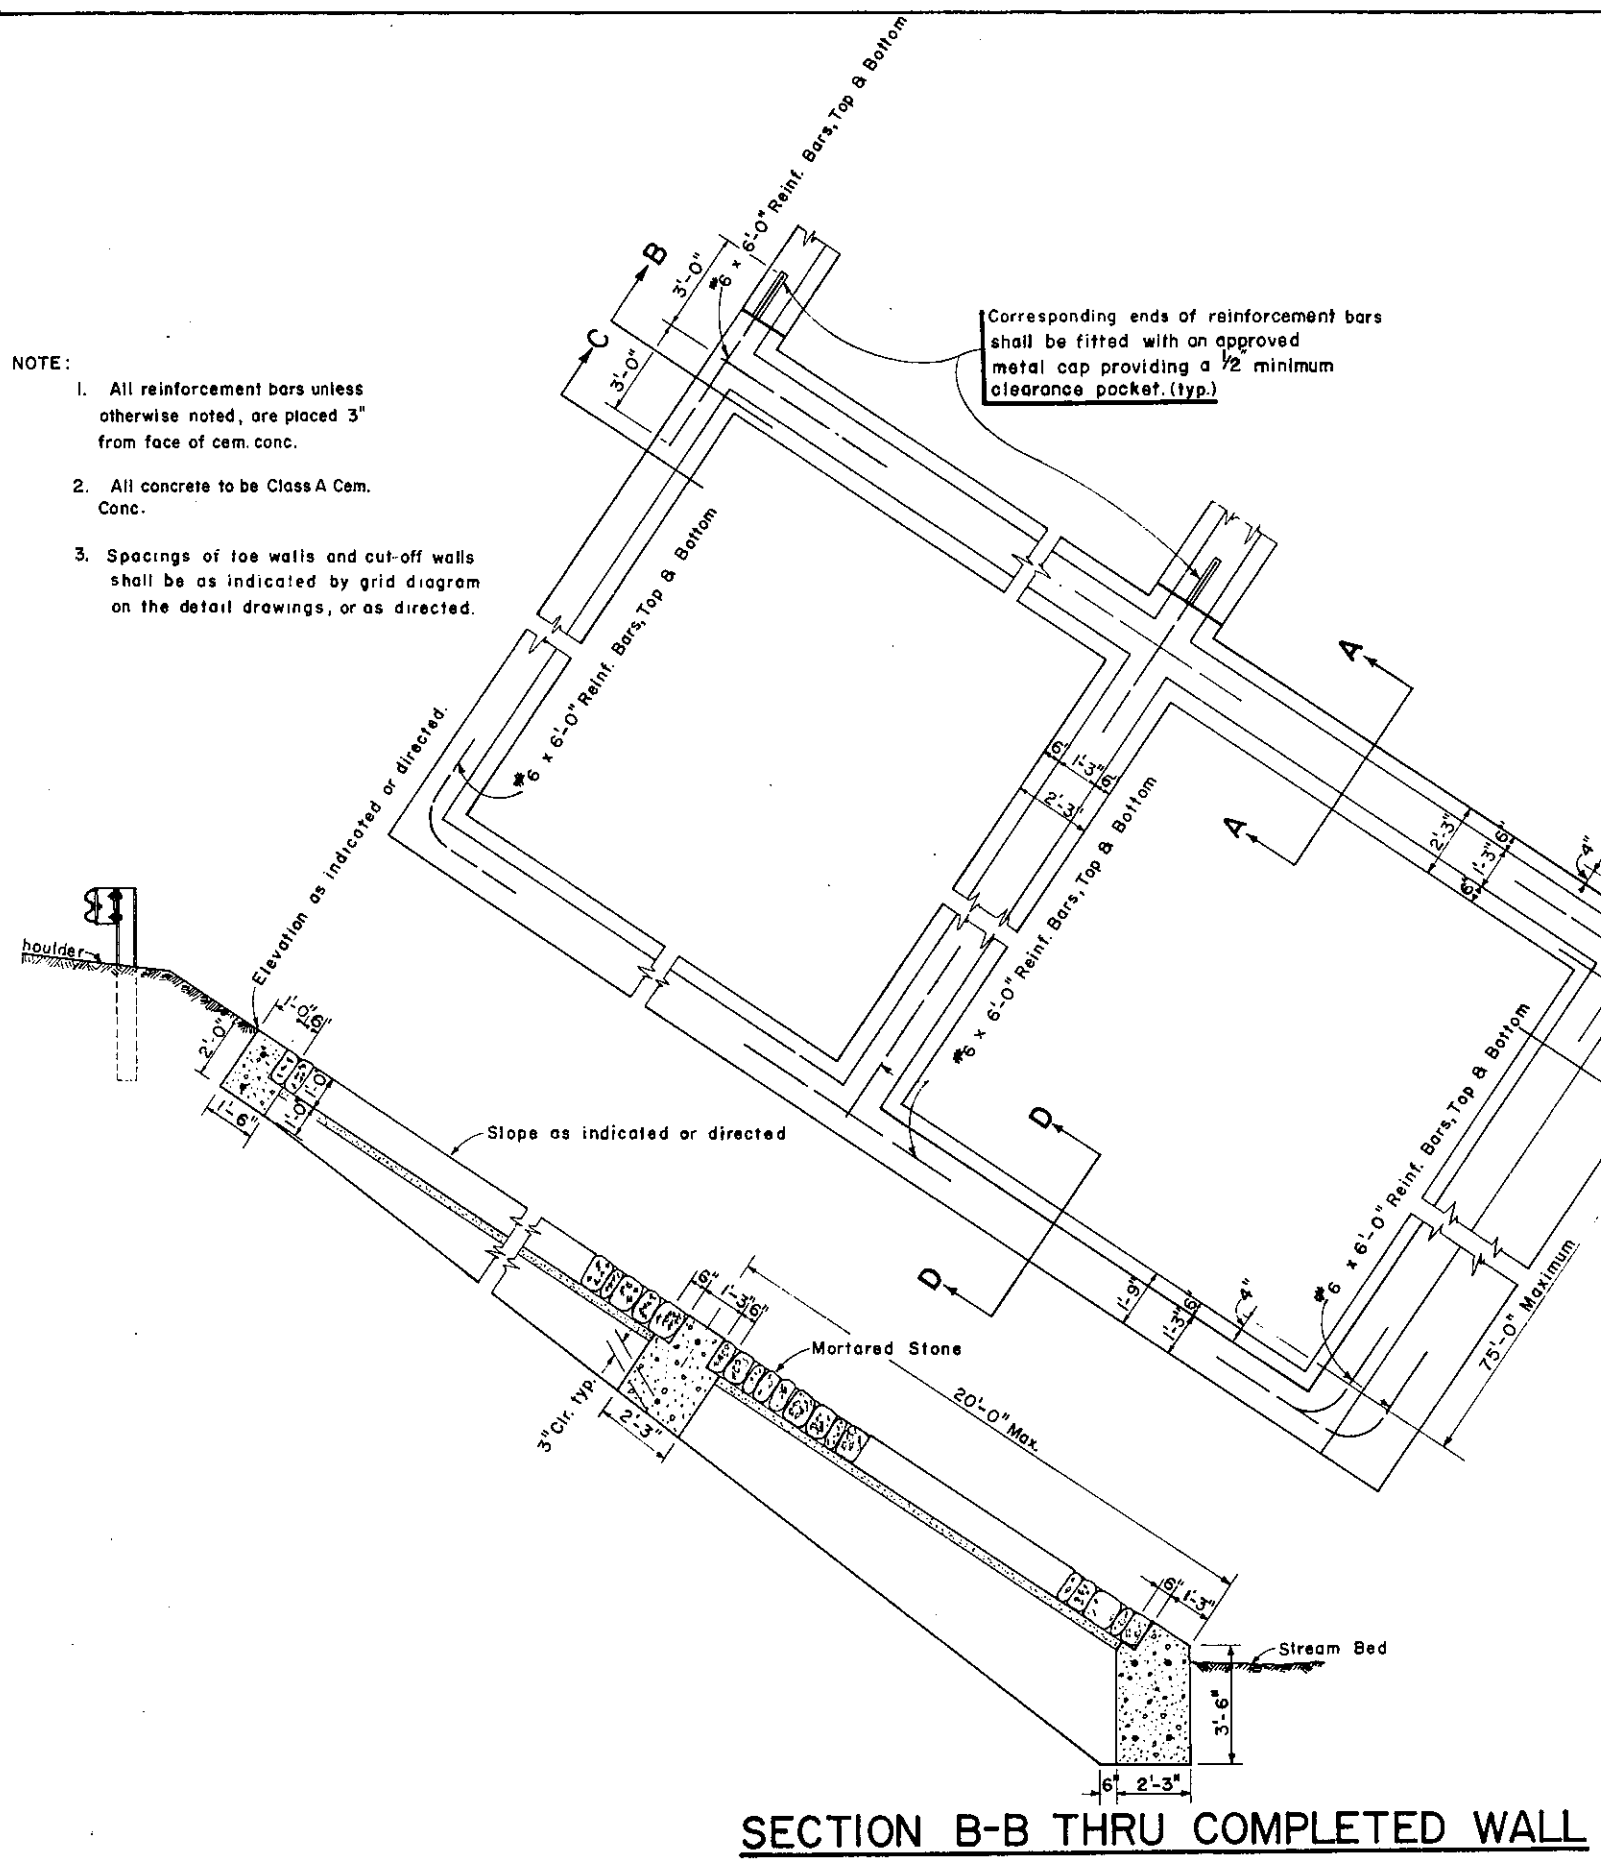 #6 x 6'-0" Reinf. Bars, Top & Bottom
B
3'-0"
C
3'-0"
Corresponding ends of reinforcement bars
shall be fitted with an approved
metal cap providing a 1/2" minimum
clearance pocket. (typ.)
NOTE:
1. All reinforcement bars unless
otherwise noted, are placed 3"
from face of cem. conc.
2. All concrete to be Class A Cem.
Conc.
3. Spacings of toe walls and cut-off walls
shall be as indicated by grid diagram
on the detail drawings, or as directed.
#6 x 6'-0" Reinf. Bars, Top & Bottom
A
A
6"
1'-3"
6"
2'-3"
#6 x 6'-0" Reinf. Bars, Top & Bottom
2'-3"
6"
1'-3"
6"
4"
Elevation as indicated or directed.
houlder
1'-0"
6"
2'-0"
1'-0"
1'-0"
1'-6"
Slope as indicated or directed
D
D
#6 x 6'-0" Reinf. Bars, Top & Bottom
1'-9"
1'-3"
6"
4"
75'-0" Maximum
6"
1'-3"
6"
Mortared Stone
20'-0" Max.
3" Clr. typ.
2'-3"
6"
1'-3"
Stream Bed
3'-6"
6"
2'-3"
SECTION B-B THRU COMPLETED WALL